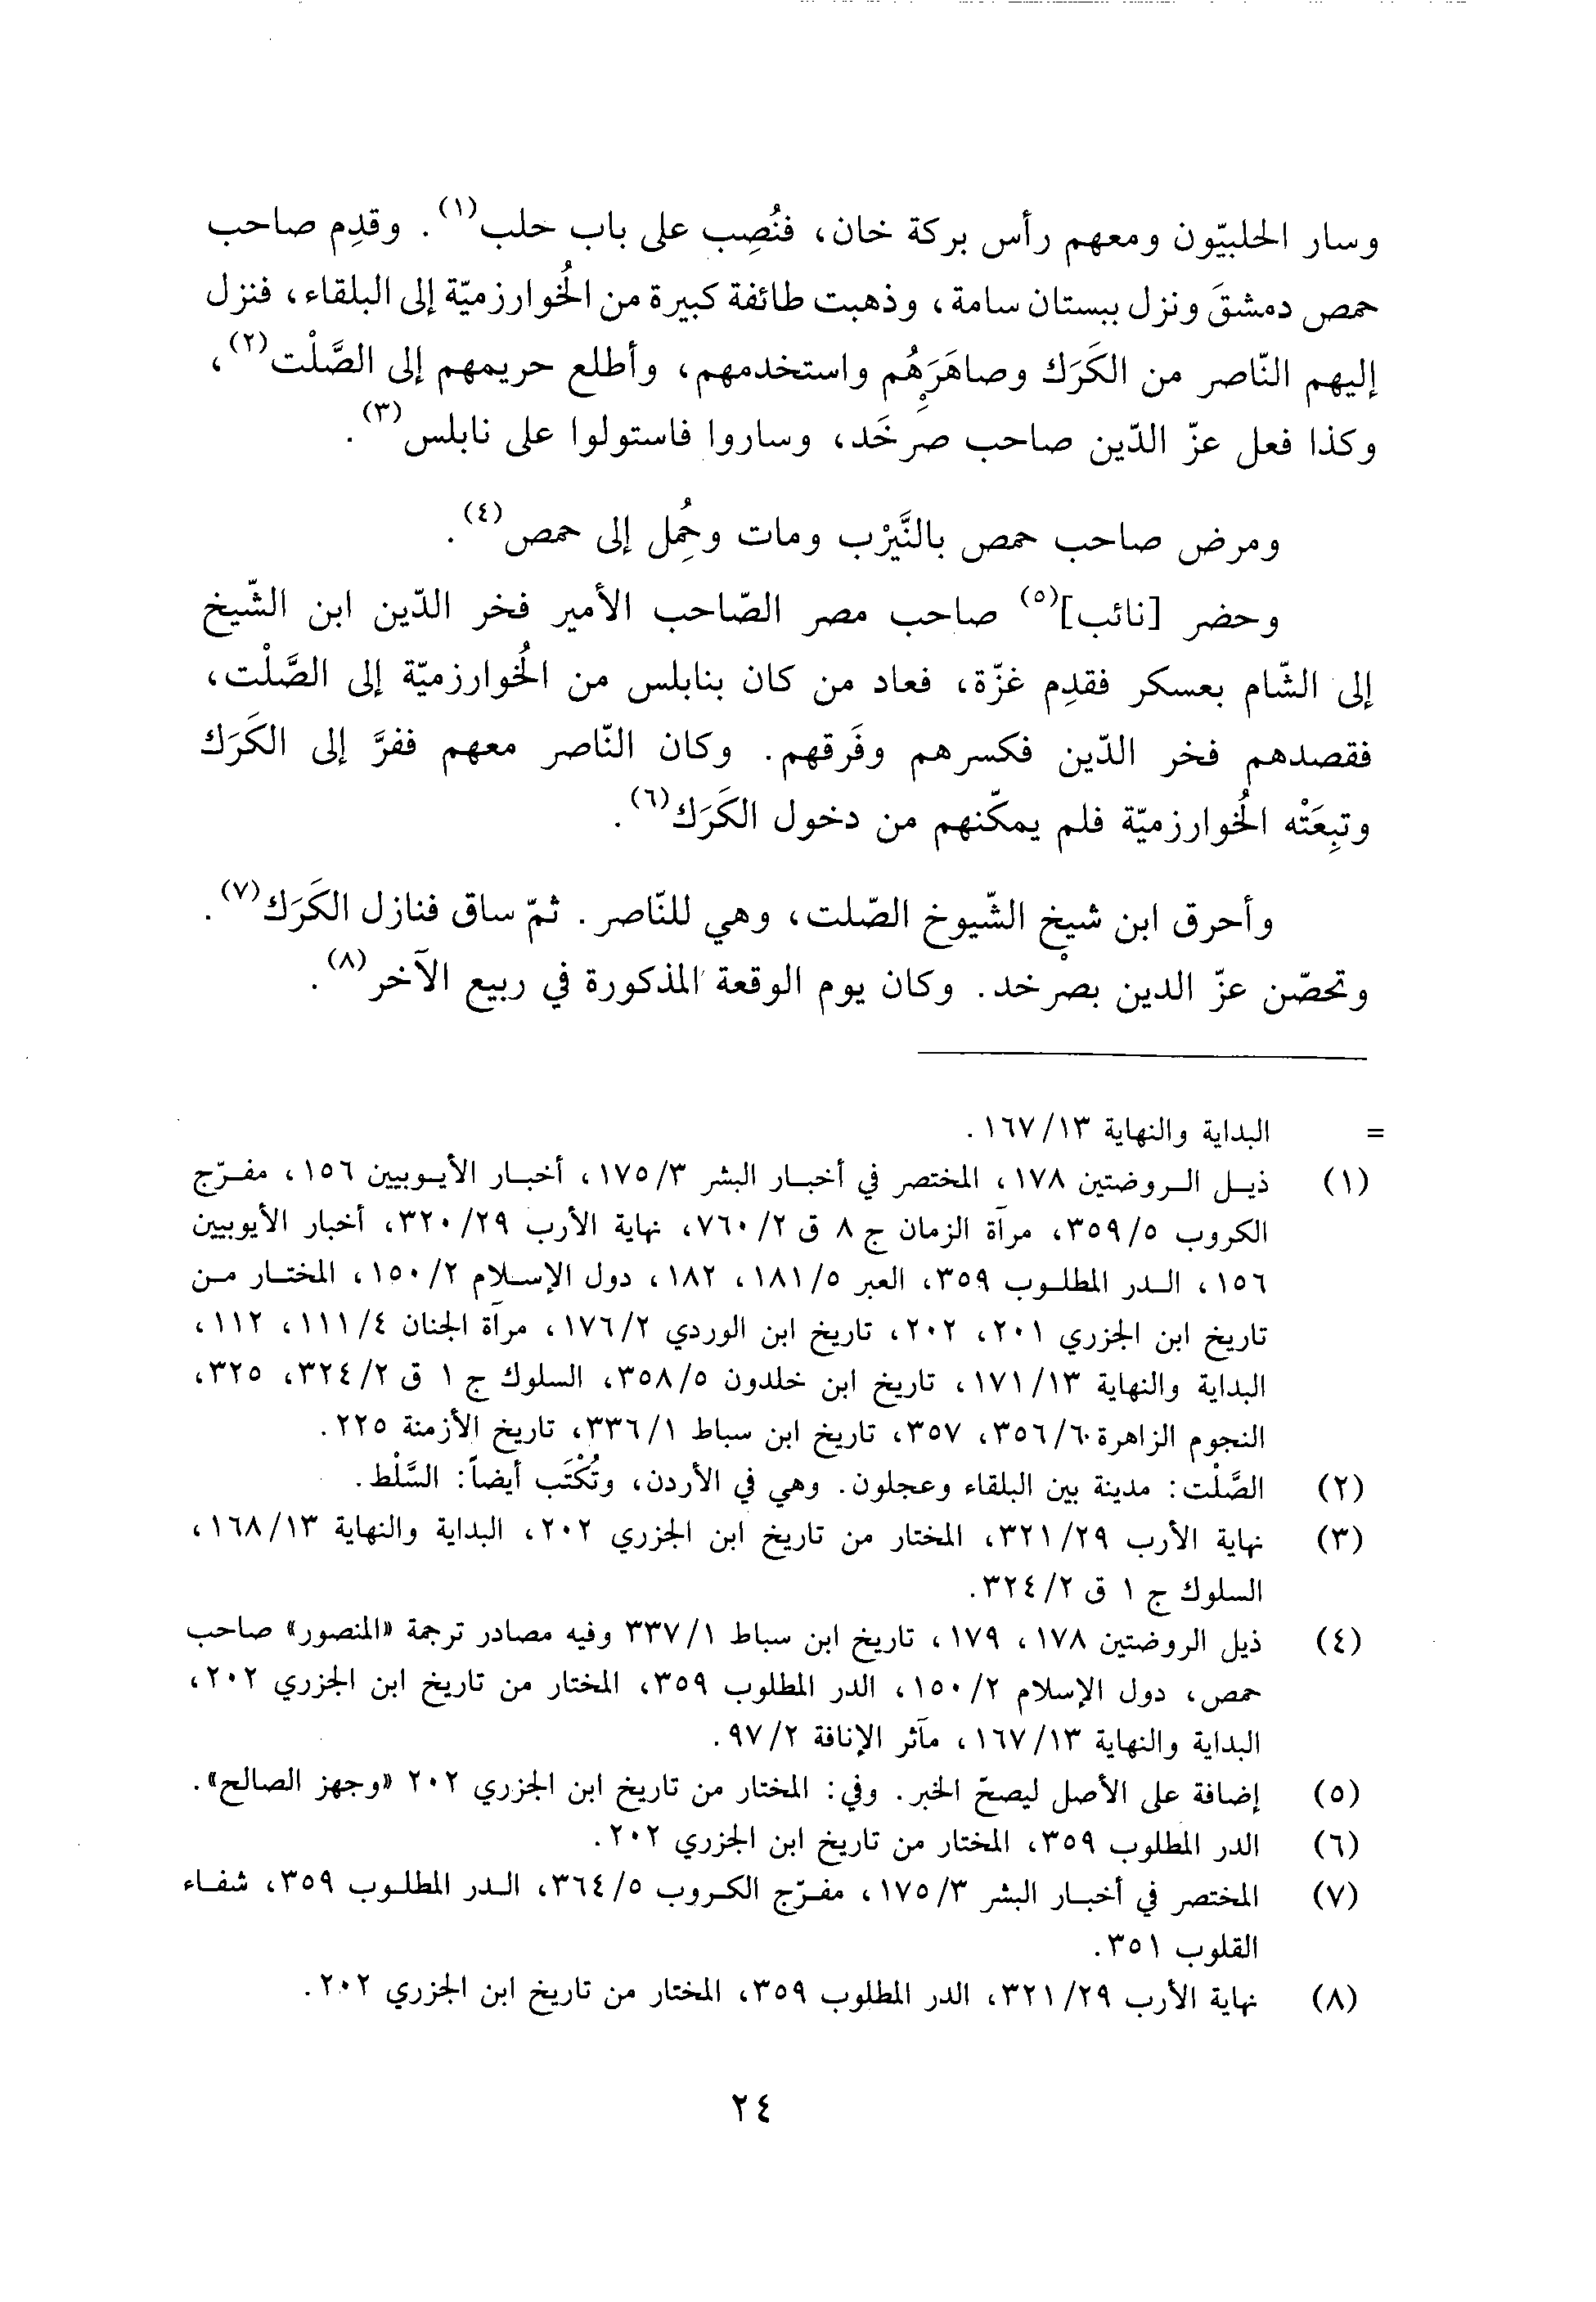 وسار الحلبيّون ومعهم رأس بركة خان، فنُصِب على باب حلب(١). وقدِم صاحب
حمص دمشقَ ونزل ببستان سامة، وذهبت طائفة كبيرة من الخُوارزميّة إلى البلقاء، فنزل
إليهم النّاصر من الكَرَك وصاهَرَهُم واستخدمهم، وأطلع حريمهم إلى الصَّلْت(٢)،
وكذا فعل عزّ الدّين صاحب صرْخَد، وساروا فاستولوا على نابلس(٣).
ومرض صاحب حمص بالنَّيْرَب ومات وحُمِل إلى حمص(٤).
وحضر [نائب](٥) صاحب مصر الصّاحب الأمير فخر الدّين ابن الشّيخ
إلى الشّام بعسكر فقدِم غزّة، فعاد من كان بنابلس من الخُوارزميّة إلى الصَّلْت،
فقصدهم فخر الدّين فكسرهم وفَرقهم. وكان النّاصر معهم ففرَّ إلى الكَرَك
وتبِعَتْه الخُوارزميّة فلم يمكّنهم من دخول الكَرَك(٦).
وأحرق ابن شيخ الشّيوخ الصّلت، وهي للنّاصر. ثمّ ساق فنازل الكَرَك(٧).
وتحصّن عزّ الدين بصرْخد. وكان يوم الوقعة المذكورة في ربيع الآخر(٨).
= البداية والنهاية ١٦٧/١٣.
(١) ذيل الروضتين ١٧٨، المختصر في أخبار البشر ١٧٥/٣، أخبار الأيوبيين ١٥٦، مفرّج
الكروب ٣٥٩/٥، مرآة الزمان ج ٨ ق ٧٦٠/٢، نهاية الأرب ٣٢٠/٢٩، أخبار الأيوبيين
١٥٦، الدر المطلوب ٣٥٩، العبر ١٨١/٥، ١٨٢، دول الإسلام ١٥٠/٢، المختار من
تاريخ ابن الجزري ٢٠١، ٢٠٢، تاريخ ابن الوردي ١٧٦/٢، مرآة الجنان ١١١/٤، ١١٢،
البداية والنهاية ١٧١/١٣، تاريخ ابن خلدون ٣٥٨/٥، السلوك ج ١ ق ٣٢٤/٢، ٣٢٥،
النجوم الزاهرة ٣٥٦/٦، ٣٥٧، تاريخ ابن سباط ٣٣٦/١، تاريخ الأزمنة ٢٢٥.
(٢) الصَّلْت: مدينة بين البلقاء وعجلون. وهي في الأردن، وتُكْتَب أيضاً: السَّلْط.
(٣) نهاية الأرب ٣٢١/٢٩، المختار من تاريخ ابن الجزري ٢٠٢، البداية والنهاية ١٦٨/١٣،
السلوك ج ١ ق ٣٢٤/٢.
(٤) ذيل الروضتين ١٧٨، ١٧٩، تاريخ ابن سباط ٣٣٧/١ وفيه مصادر ترجمة «المنصور» صاحب
حمص، دول الإسلام ١٥٠/٢، الدر المطلوب ٣٥٩، المختار من تاريخ ابن الجزري ٢٠٢،
البداية والنهاية ١٦٧/١٣، مآثر الإنافة ٩٧/٢.
(٥) إضافة على الأصل ليصحّ الخبر. وفي: المختار من تاريخ ابن الجزري ٢٠٢ «وجهز الصالح».
(٦) الدر المطلوب ٣٥٩، المختار من تاريخ ابن الجزري ٢٠٢.
(٧) المختصر في أخبار البشر ١٧٥/٣، مفرّج الكروب ٣٦٤/٥، الدر المطلوب ٣٥٩، شفاء
القلوب ٣٥١.
(٨) نهاية الأرب ٣٢١/٢٩، الدر المطلوب ٣٥٩، المختار من تاريخ ابن الجزري ٢٠٢.
٢٤